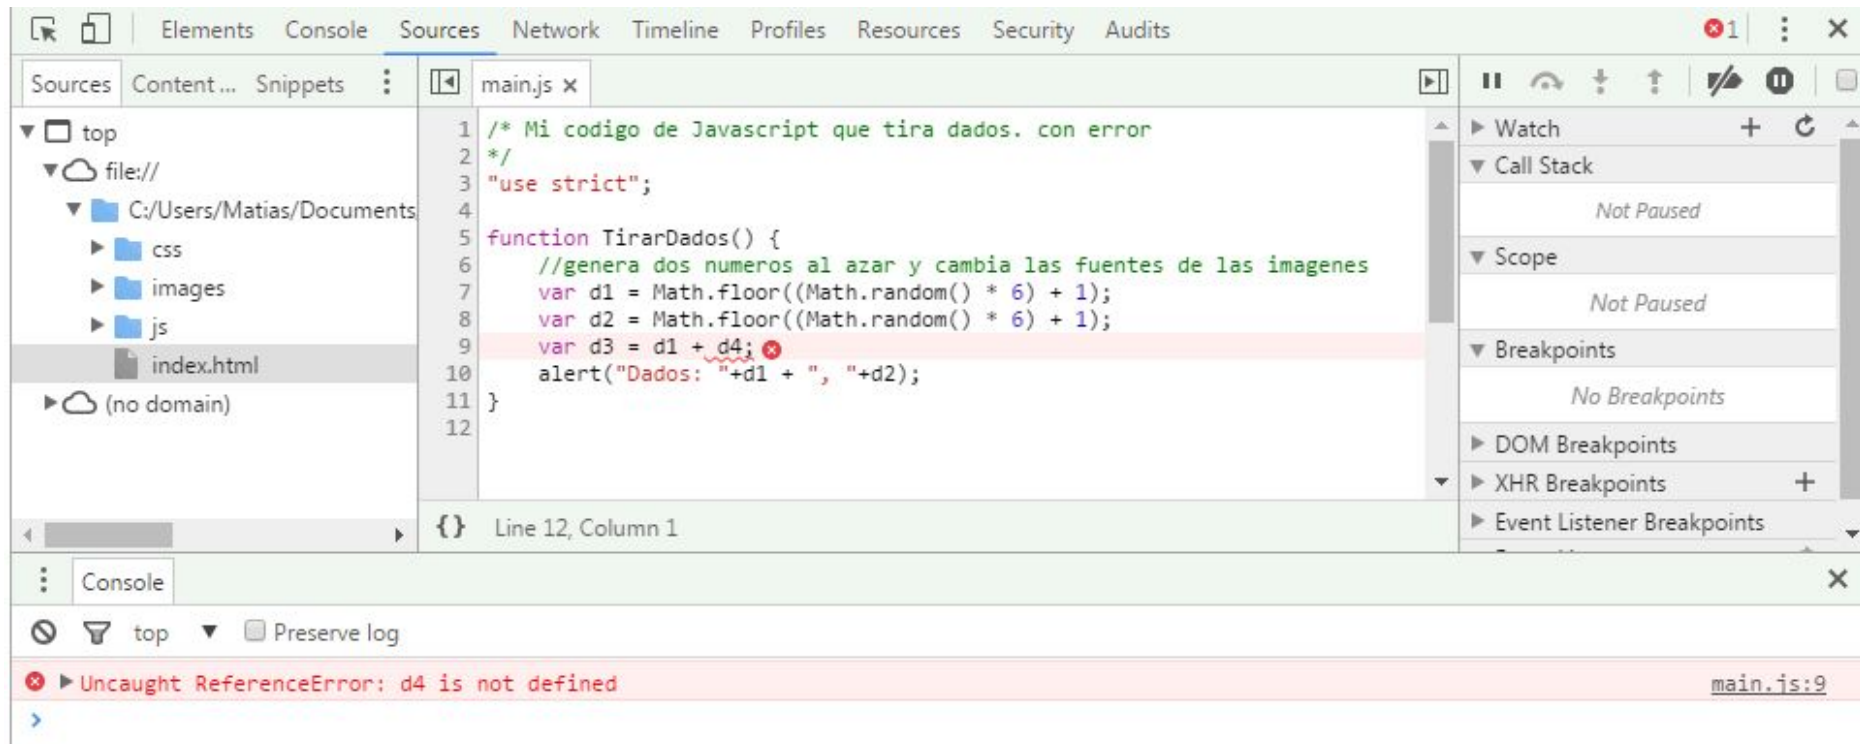 Elements Console Sources Network Timeline Profiles Resources Security Audits 1
Sources Content... Snippets
top
file://
C:/Users/Matias/Documents
css
images
js
index.html
(no domain)
main.js ×
1 /* Mi codigo de Javascript que tira dados. con error
2 */
3 "use strict";
4
5 function TirarDados() {
6 //genera dos numeros al azar y cambia las fuentes de las imagenes
7 var d1 = Math.floor((Math.random() * 6) + 1);
8 var d2 = Math.floor((Math.random() * 6) + 1);
9 var d3 = d1 + d4;
10 alert("Dados: "+d1 + ", "+d2);
11 }
12
{} Line 12, Column 1
Watch
Call Stack
Not Paused
Scope
Not Paused
Breakpoints
No Breakpoints
DOM Breakpoints
XHR Breakpoints
Event Listener Breakpoints
Console
top Preserve log
Uncaught ReferenceError: d4 is not defined main.js:9